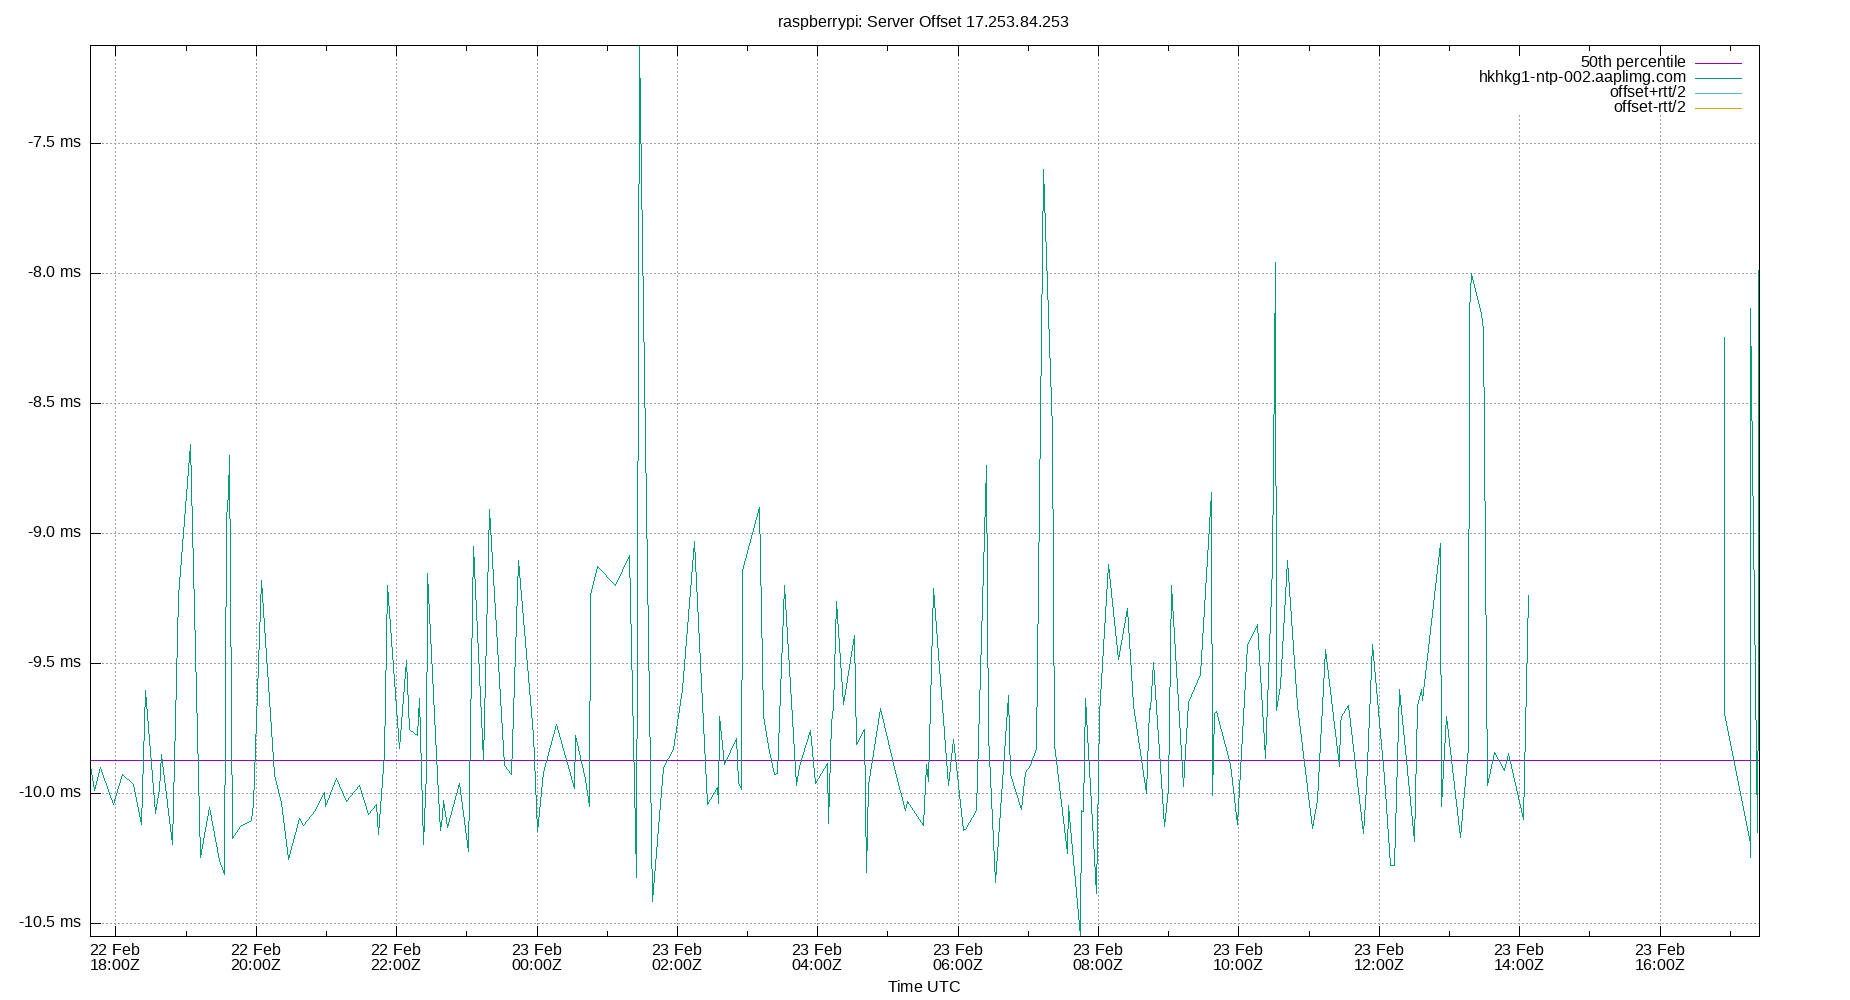 raspberrypi: Server Offset 17.253.84.253
50th percentile
hkhkg1-ntp-002.aaplimg.com
offset+rtt/2
offset-rtt/2
-7.5 ms
-8.0 ms
-8.5 ms
-9.0 ms
-9.5 ms
-10.0 ms
-10.5 ms
22 Feb 22 Feb 22 Feb 23 Feb 23 Feb 23 Feb 23 Feb 23 Feb 23 Feb 23 Feb 23 Feb 23 Feb
18:00Z 20:00Z 22:00Z 00:00Z 02:00Z 04:00Z 06:00Z 08:00Z 10:00Z 12:00Z 14:00Z 16:00Z
Time UTC